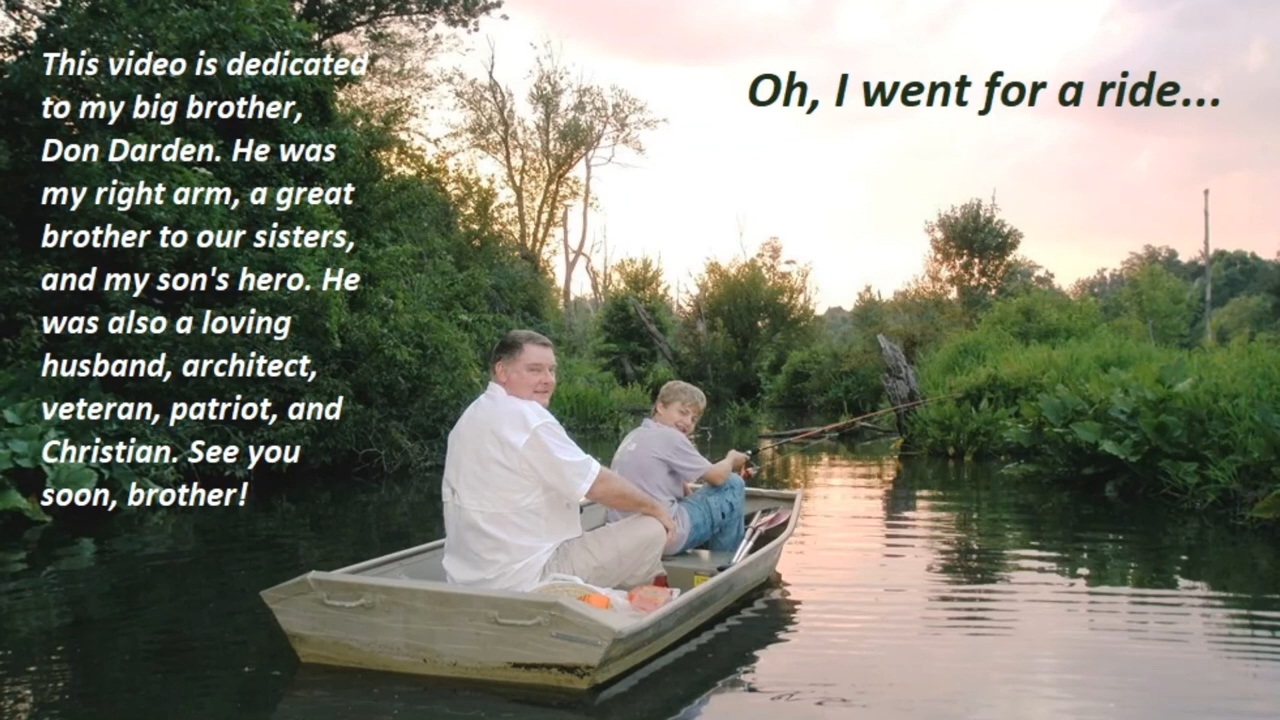 This video is dedicated
to my big brother,
Don Darden. He was
my right arm, a great
brother to our sisters,
and my son's hero. He
was also a loving
husband, architect,
veteran, patriot, and
Christian. See you
soon, brother!
Oh, I went for a ride...